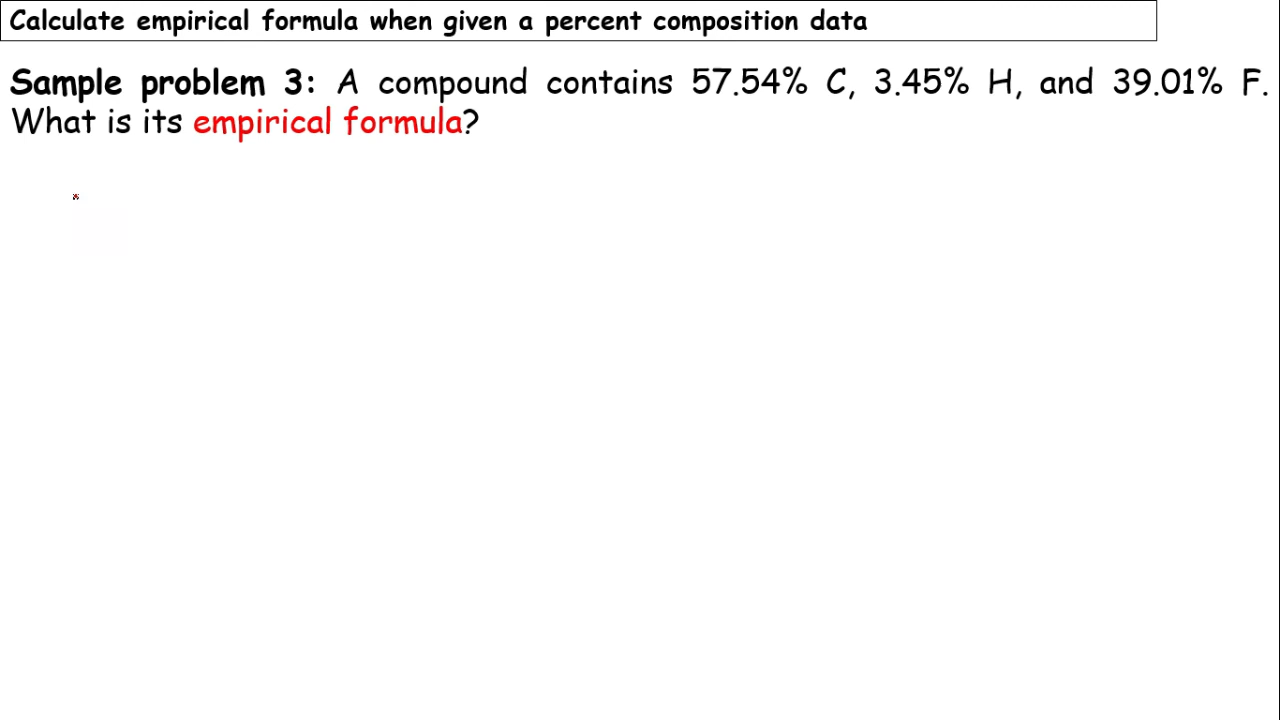 Calculate empirical formula when given a percent composition data
Sample problem 3: A compound contains 57.54% C, 3.45% H, and 39.01% F.
What is its empirical formula?